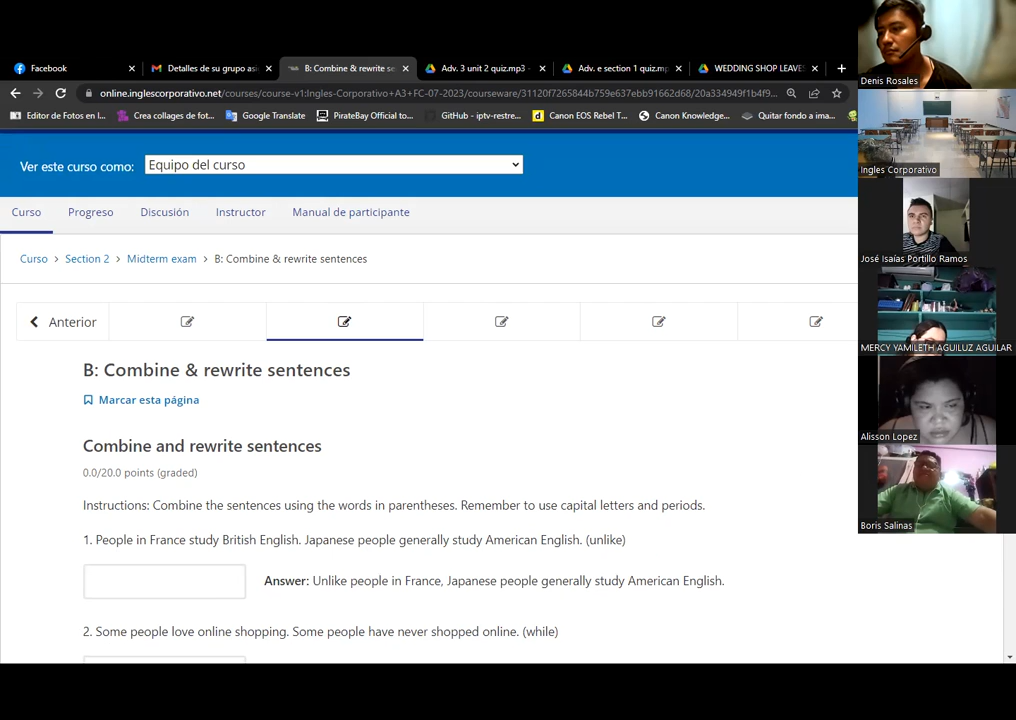 Facebook
Detalles de su grupo asi
B: Combine & rewrite se
Adv. 3 unit 2 quiz.mp3 -
Adv. e section 1 quiz.mp
WEDDING SHOP LEAVE
online.inglescorporativo.net/courses/course-v1:Ingles-Corporativo+A3+FC-07-2023/courseware/31120f7265844b759e637ebb91662d68/20a334949f1b4f9...
Editor de Fotos en l...
Crea collages de fot...
Google Translate
PirateBay Official to...
GitHub - iptv-restre...
Canon EOS Rebel T...
Canon Knowledge...
Quitar fondo a ima...
Ver este curso como:
Equipo del curso
Curso
Progreso
Discusión
Instructor
Manual de participante
Curso > Section 2 > Midterm exam > B: Combine & rewrite sentences
Anterior
B: Combine & rewrite sentences
Marcar esta página
Combine and rewrite sentences
0.0/20.0 points (graded)
Instructions: Combine the sentences using the words in parentheses. Remember to use capital letters and periods.
1. People in France study British English. Japanese people generally study American English. (unlike)
Answer: Unlike people in France, Japanese people generally study American English.
2. Some people love online shopping. Some people have never shopped online. (while)
Denis Rosales
Ingles Corporativo
José Isaías Portillo Ramos
MERCY YAMILETH AGUILUZ AGUILAR
Alisson Lopez
Boris Salinas